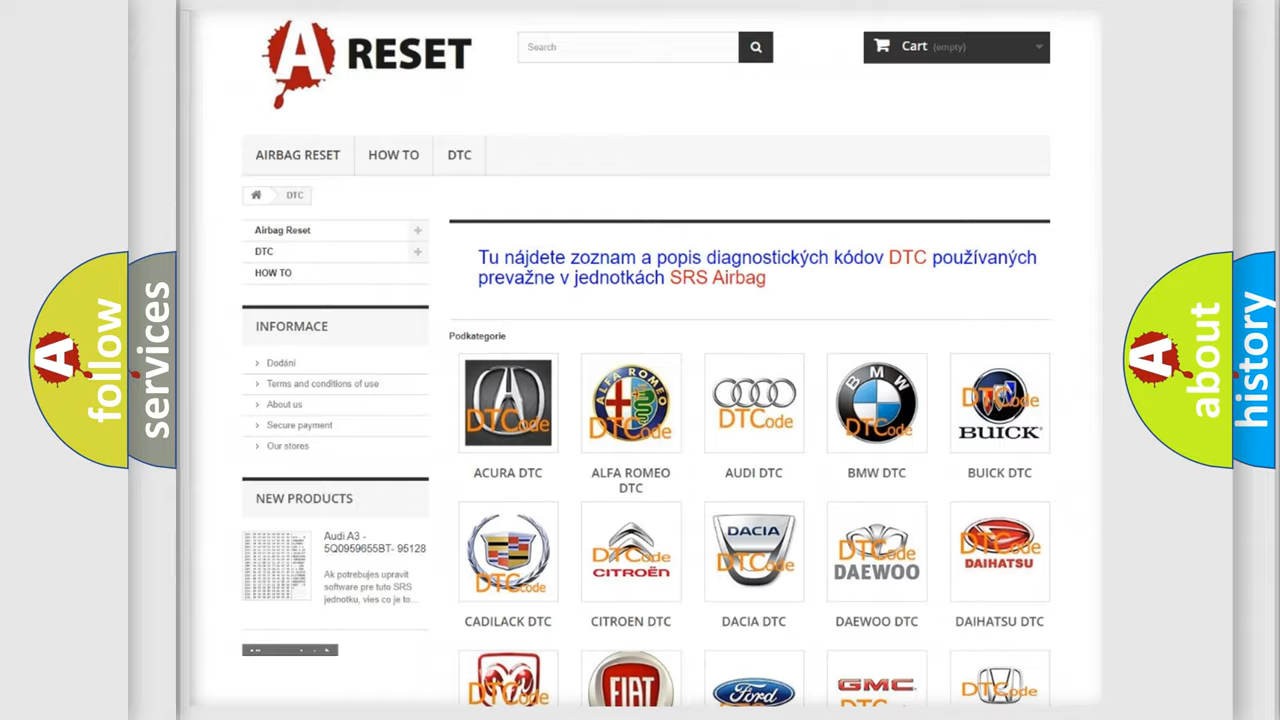 A RESET
Search
Cart (empty)
AIRBAG RESET
HOW TO
DTC
DTC
Airbag Reset
DTC
HOW TO
INFORMACE
Dodání
Terms and conditions of use
About us
Secure payment
Our stores
NEW PRODUCTS
Audi A3 -
5Q0959655BT- 95128
Ak potrebujes upravit
software pre tuto SRS
jednotku, vies co je to...
Tu nájdete zoznam a popis diagnostických kódov DTC používaných
prevažne v jednotkách SRS Airbag
Podkategorie
DTCode
ALFA ROMEO
DTCode
DTCode
BMW
DTCode
DTCode
BUICK
ACURA DTC
ALFA ROMEO
DTC
AUDI DTC
BMW DTC
BUICK DTC
DTCode
DTCode
CITROËN
DACIA
DTCode
DTCode
DAEWOO
DTCode
DAIHATSU
CADILACK DTC
CITROEN DTC
DACIA DTC
DAEWOO DTC
DAIHATSU DTC
DTCode
FIAT
Ford
GMC
DTCode
A follow
services
A about
history